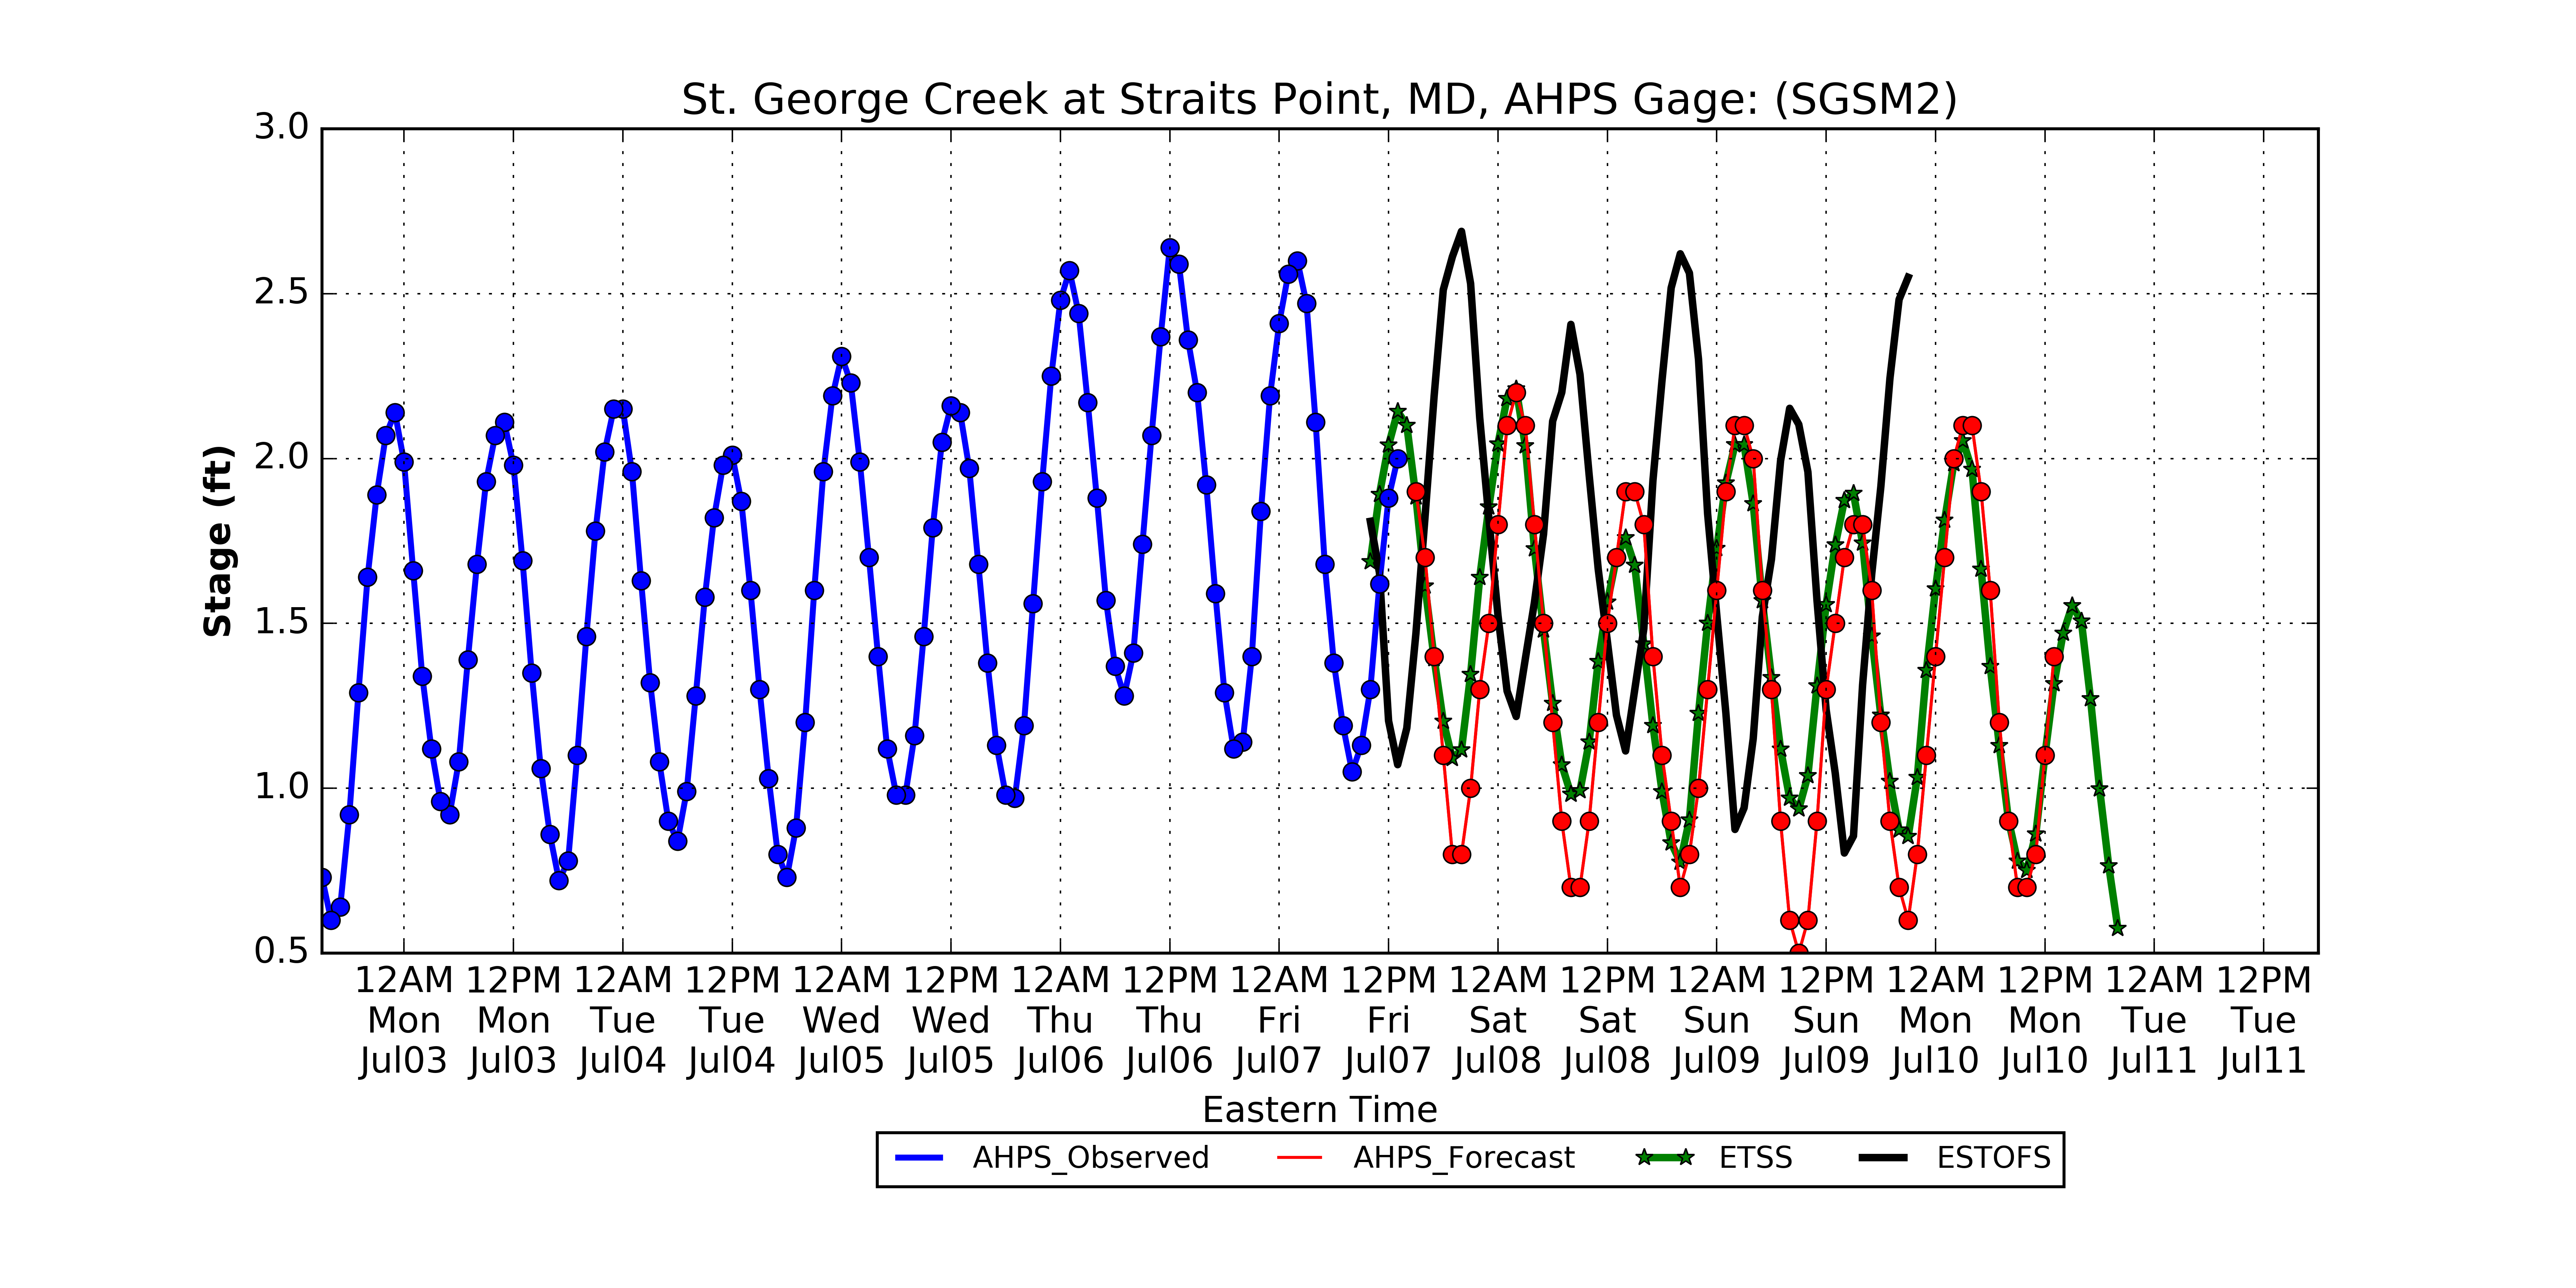 St. George Creek at Straits Point, MD, AHPS Gage: (SGSM2)
3.0
2.5
2.0
1.5
1.0
0.5
Stage (ft)
12AM 12PM 12AM 12PM 12AM 12PM 12AM 12PM 12AM 12PM 12AM 12PM 12AM 12PM 12AM 12PM 12AM 12PM
Mon Mon Tue Tue Wed Wed Thu Thu Fri Fri Sat Sat Sun Sun Mon Mon Tue Tue
Jul03 Jul03 Jul04 Jul04 Jul05 Jul05 Jul06 Jul06 Jul07 Jul07 Jul08 Jul08 Jul09 Jul09 Jul10 Jul10 Jul11 Jul11
Eastern Time
AHPS_Observed AHPS_Forecast ETSS ESTOFS